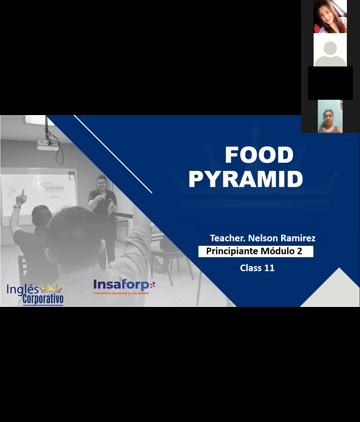 FOOD
PYRAMID
Teacher. Nelson Ramirez
Principiante Módulo 2
Class 11
Inglés
Corporativo
Insaforp